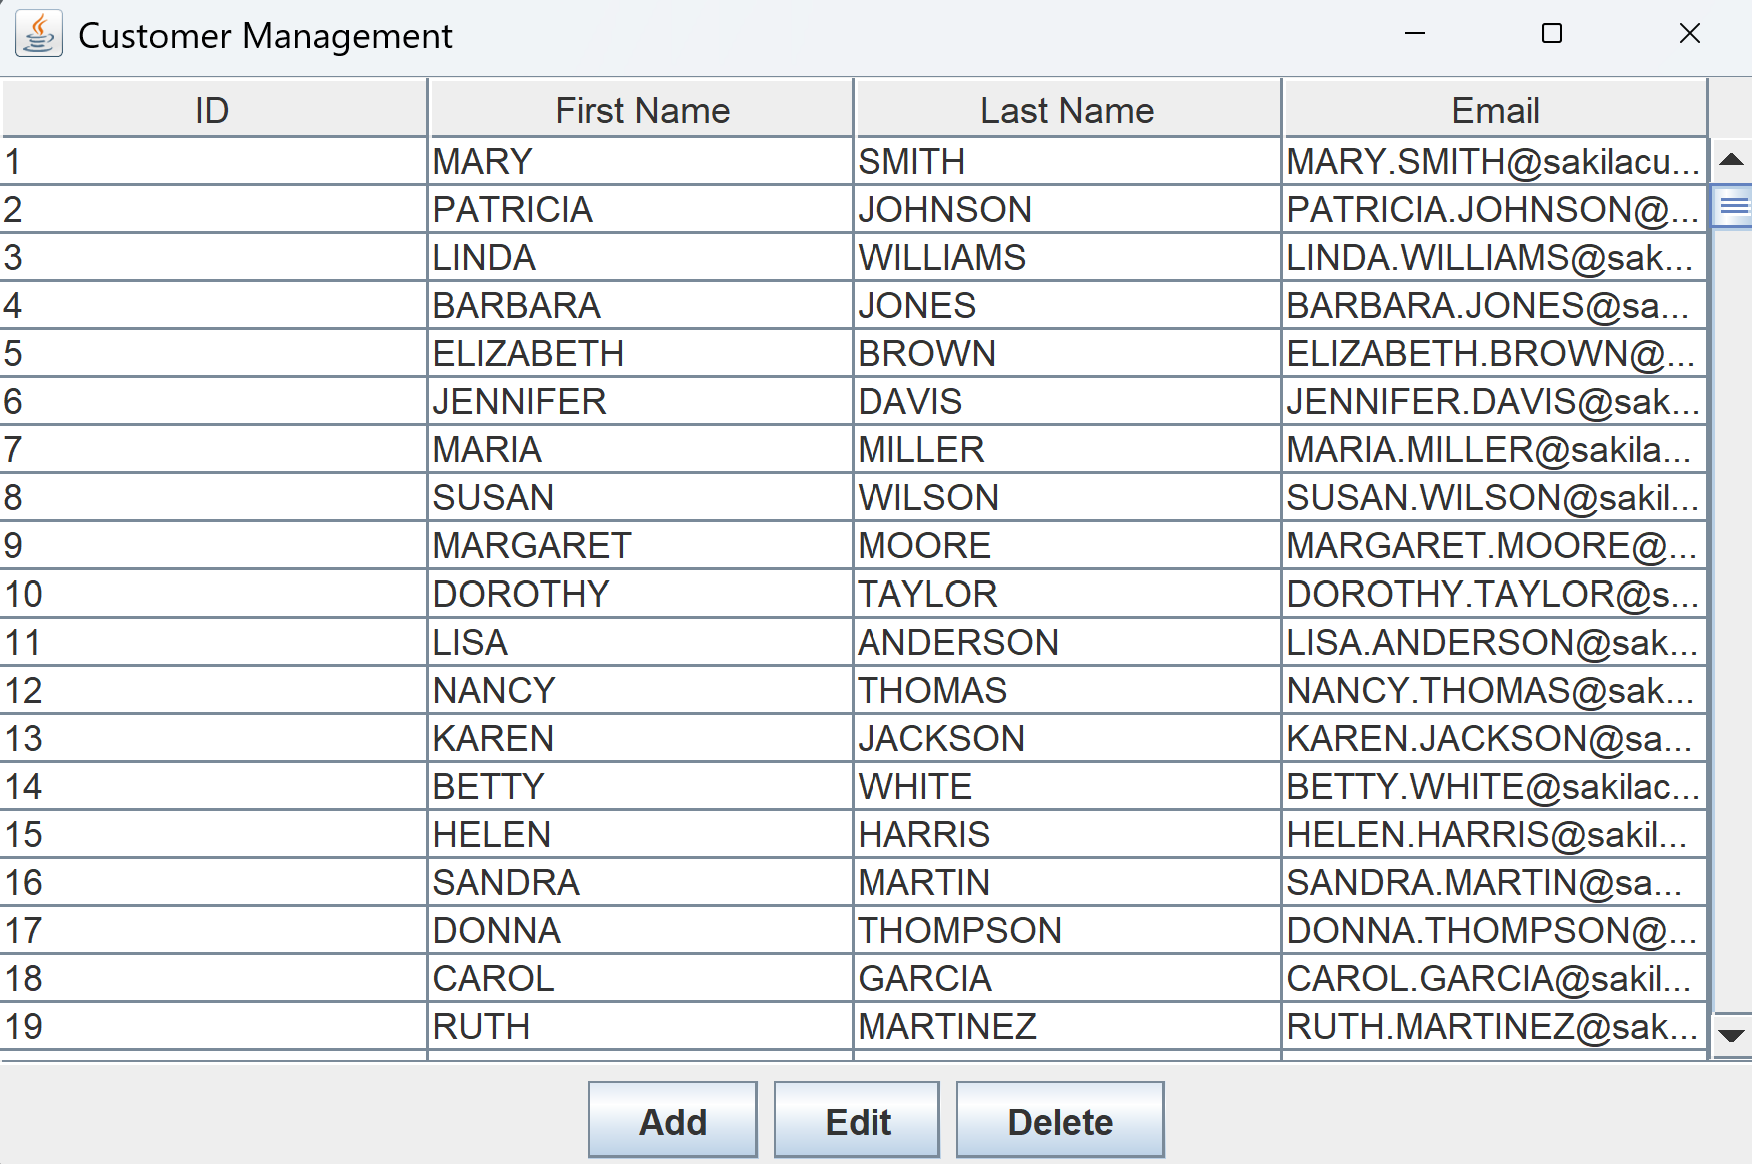 Customer Management
ID First Name Last Name Email
1 MARY SMITH MARY.SMITH@sakilacu...
2 PATRICIA JOHNSON PATRICIA.JOHNSON@...
3 LINDA WILLIAMS LINDA.WILLIAMS@sak...
4 BARBARA JONES BARBARA.JONES@sa...
5 ELIZABETH BROWN ELIZABETH.BROWN@...
6 JENNIFER DAVIS JENNIFER.DAVIS@sak...
7 MARIA MILLER MARIA.MILLER@sakila...
8 SUSAN WILSON SUSAN.WILSON@sakil...
9 MARGARET MOORE MARGARET.MOORE@...
10 DOROTHY TAYLOR DOROTHY.TAYLOR@s...
11 LISA ANDERSON LISA.ANDERSON@sak...
12 NANCY THOMAS NANCY.THOMAS@sak...
13 KAREN JACKSON KAREN.JACKSON@sa...
14 BETTY WHITE BETTY.WHITE@sakilac...
15 HELEN HARRIS HELEN.HARRIS@sakil...
16 SANDRA MARTIN SANDRA.MARTIN@sa...
17 DONNA THOMPSON DONNA.THOMPSON@...
18 CAROL GARCIA CAROL.GARCIA@sakil...
19 RUTH MARTINEZ RUTH.MARTINEZ@sak...
Add Edit Delete